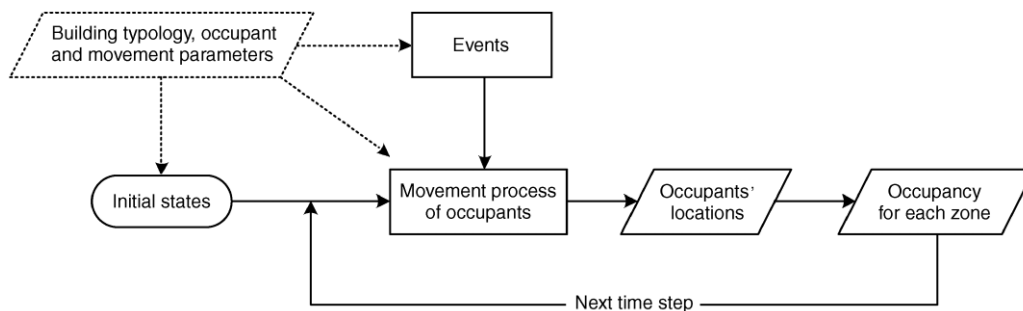 Building typology, occupant
and movement parameters
Events
Initial states
Movement process
of occupants
Occupants’
locations
Occupancy
for each zone
Next time step